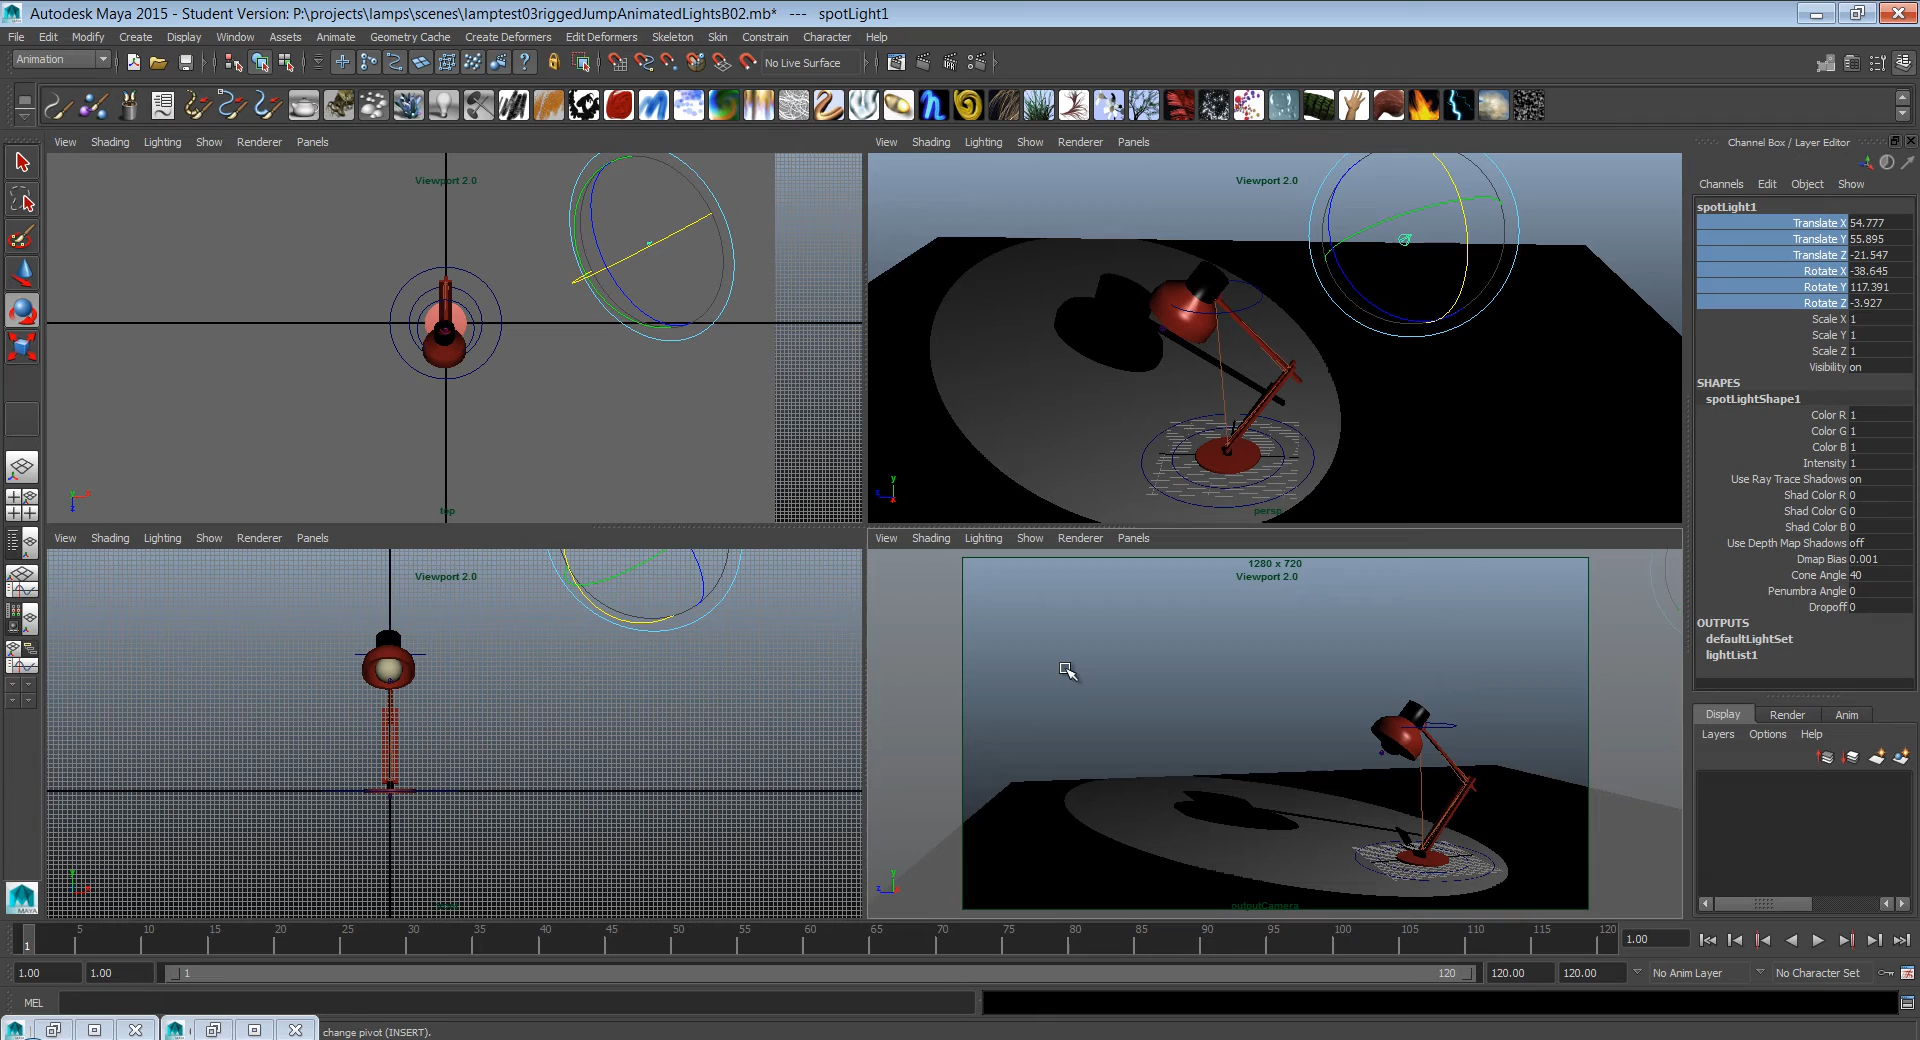 Autodesk Maya 2015 - Student Version: P:\projects\lamps\scenes\lamptest03riggedJumpAnimatedLightsB02.mb* --- spotLight1
File Edit Modify Create Display Window Assets Animate Geometry Cache Create Deformers Edit Deformers Skeleton Skin Constrain Character Help
Animation No Live Surface
View Shading Lighting Show Renderer Panels
View Shading Lighting Show Renderer Panels
Viewport 2.0
top
Viewport 2.0
persp
View Shading Lighting Show Renderer Panels
View Shading Lighting Show Renderer Panels
Viewport 2.0
1280 x 720
Viewport 2.0
outputCamera
Channel Box / Layer Editor
Channels Edit Object Show
spotLight1
Translate X 54.777
Translate Y 55.895
Translate Z -21.547
Rotate X -38.645
Rotate Y 117.391
Rotate Z -3.927
Scale X 1
Scale Y 1
Scale Z 1
Visibility on
SHAPES
spotLightShape1
Color R 1
Color G 1
Color B 1
Intensity 1
Use Ray Trace Shadows on
Shad Color R 0
Shad Color G 0
Shad Color B 0
Use Depth Map Shadows off
Dmap Bias 0.001
Cone Angle 40
Penumbra Angle 0
Dropoff 0
OUTPUTS
defaultLightSet
lightList1
Display Render Anim
Layers Options Help
1 5 10 15 20 25 30 35 40 45 50 55 60 65 70 75 80 85 90 95 100 105 110 115 120 1.00
1.00 1.00 1 120 120.00 120.00 No Anim Layer No Character Set
MEL
change pivot (INSERT).